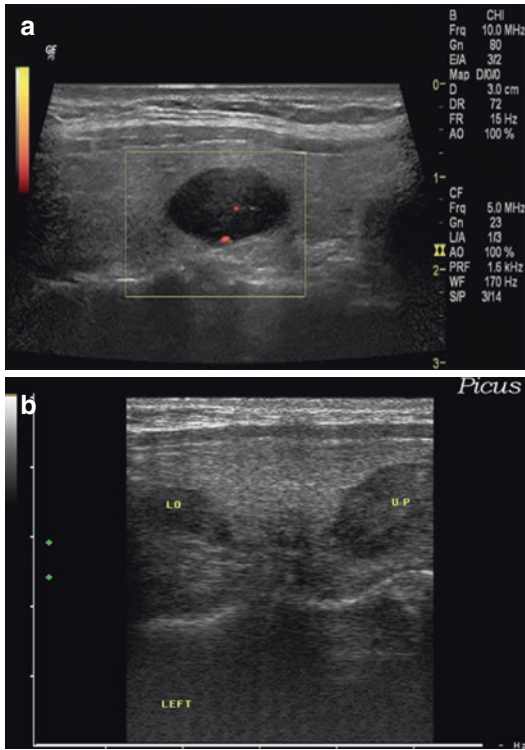 a
B CHI
Frq 10.0 MHz
Gn 80
E/A 3/2
Map D/0/0
D 3.0 cm
DR 72
FR 15 Hz
AO 100 %
CF
Frq 5.0 MHz
Gn 23
L/A 1/3
AO 100 %
PRF 1.6 kHz
WF 170 Hz
S/P 3/14
0
1
2
3
b
Picus
LO
UP
LEFT